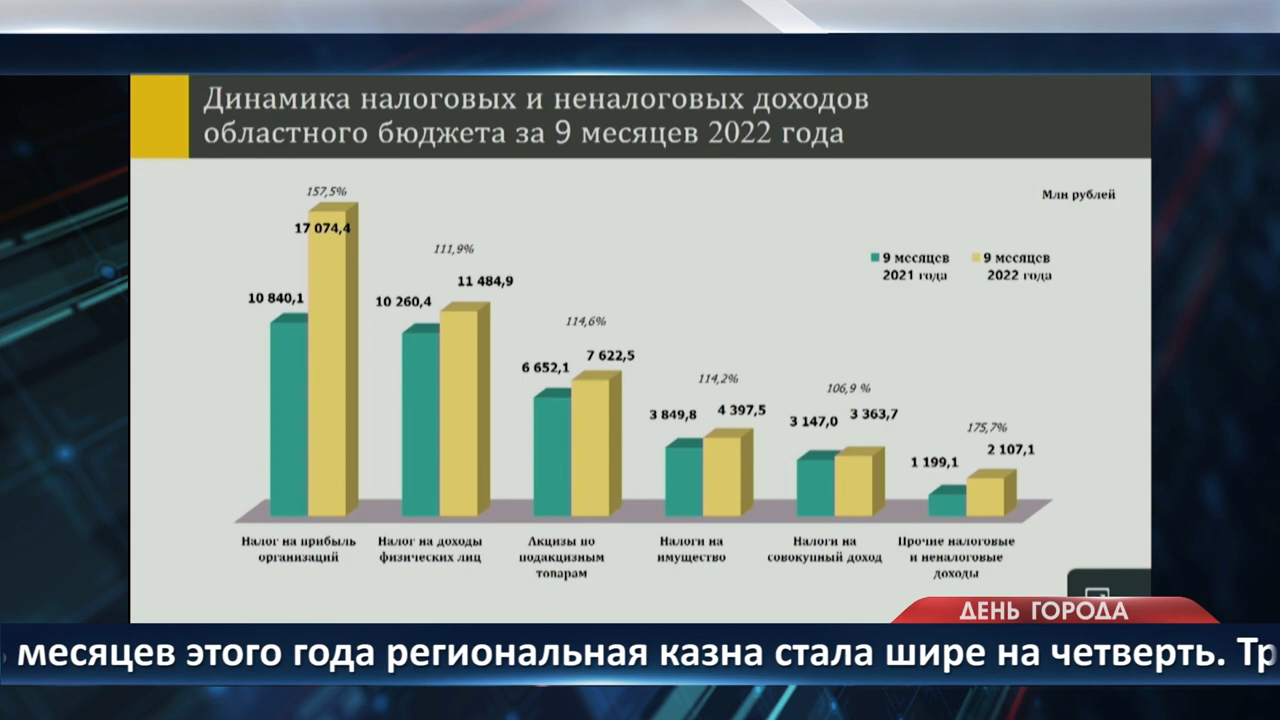 Динамика налоговых и неналоговых доходов
областного бюджета за 9 месяцев 2022 года
Млн рублей
9 месяцев
2021 года
9 месяцев
2022 года
157,5%
17 074,4
10 840,1
111,9%
10 260,4
11 484,9
114,6%
6 652,1
7 622,5
114,2%
3 849,8
4 397,5
106,9 %
3 147,0
3 363,7
175,7%
1 199,1
2 107,1
Налог на прибыль
организаций
Налог на доходы
физических лиц
Акцизы по
подакцизным
товарам
Налоги на
имущество
Налоги на
совокупный доход
Прочие налоговые
и неналоговые
доходы
ДЕНЬ ГОРОДА
месяцев этого года региональная казна стала шире на четверть. Тр